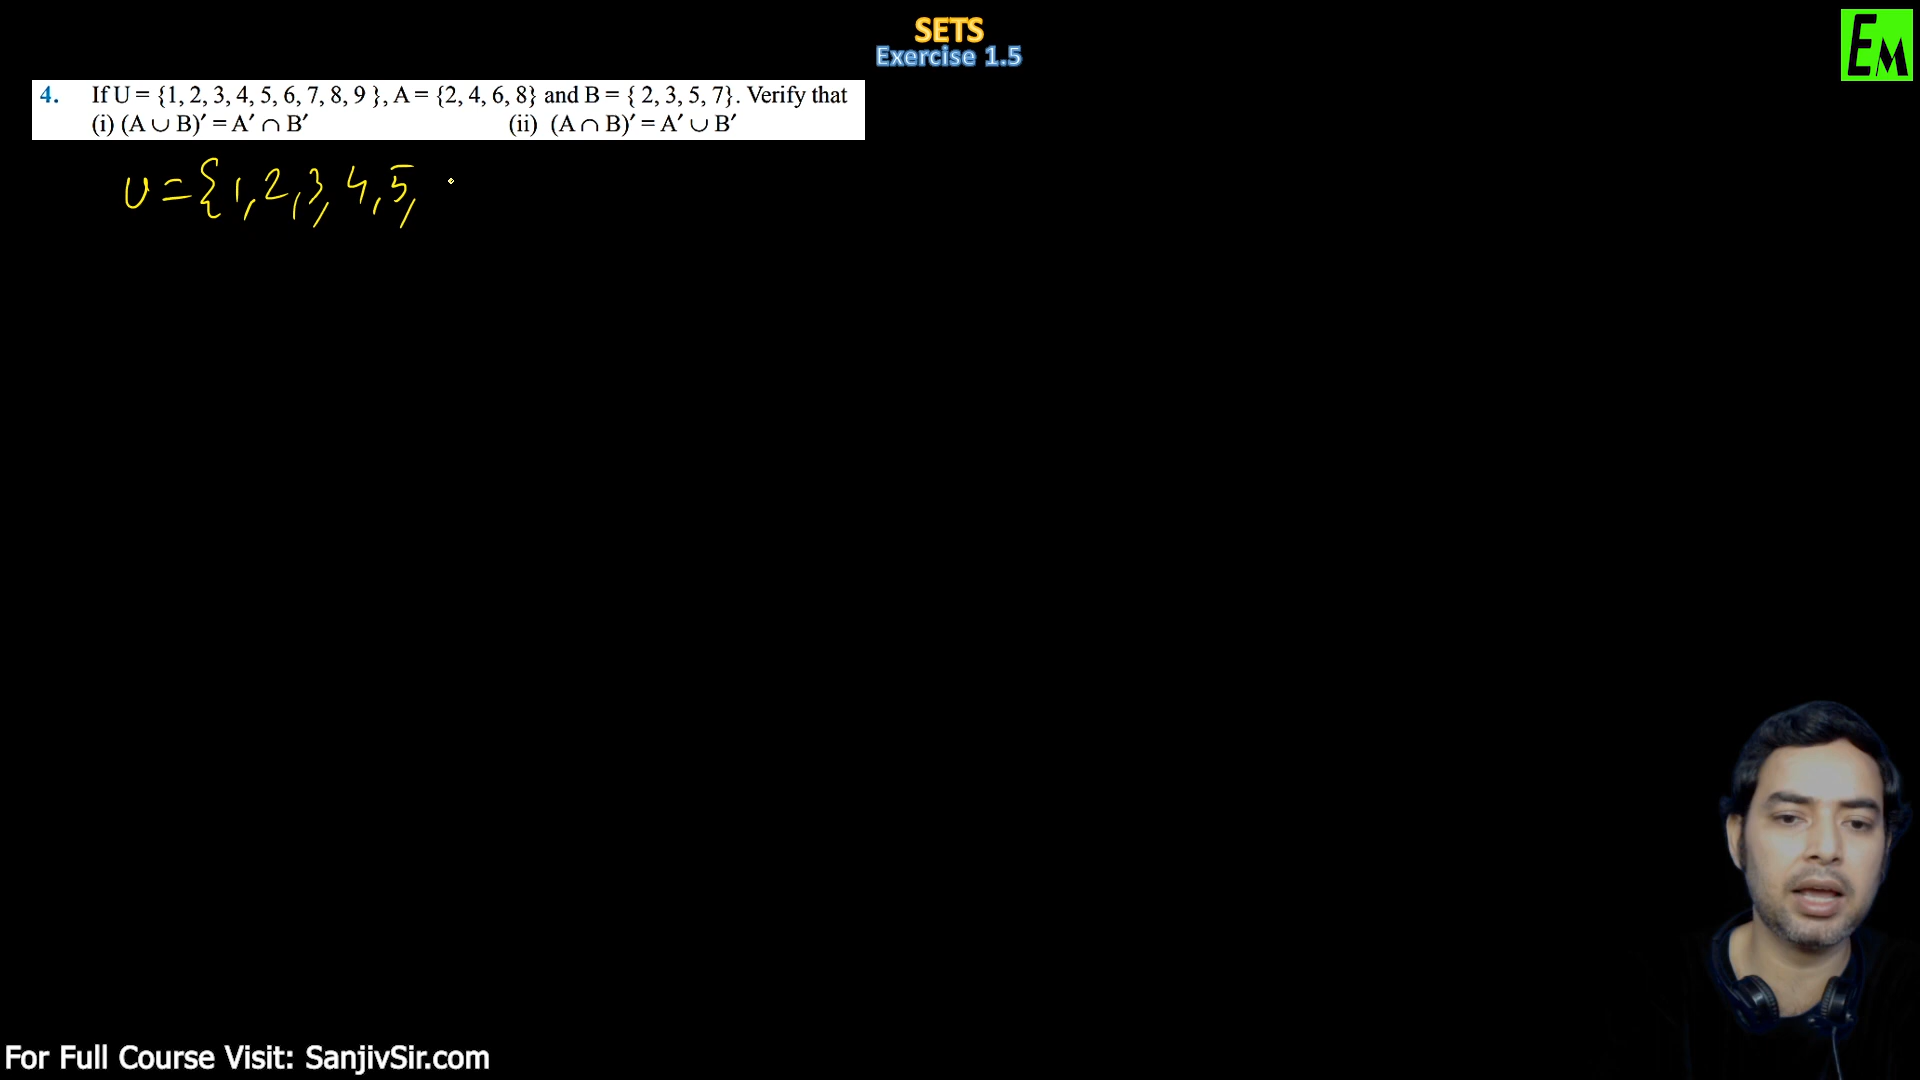 SETS
Exercise 1.5
EM
4. If U = {1, 2, 3, 4, 5, 6, 7, 8, 9 }, A = {2, 4, 6, 8} and B = { 2, 3, 5, 7}. Verify that
(i) (A ∪ B)′ = A′ ∩ B′ (ii) (A ∩ B)′ = A′ ∪ B′
U = {1, 2, 3, 4, 5,
For Full Course Visit: SanjivSir.com